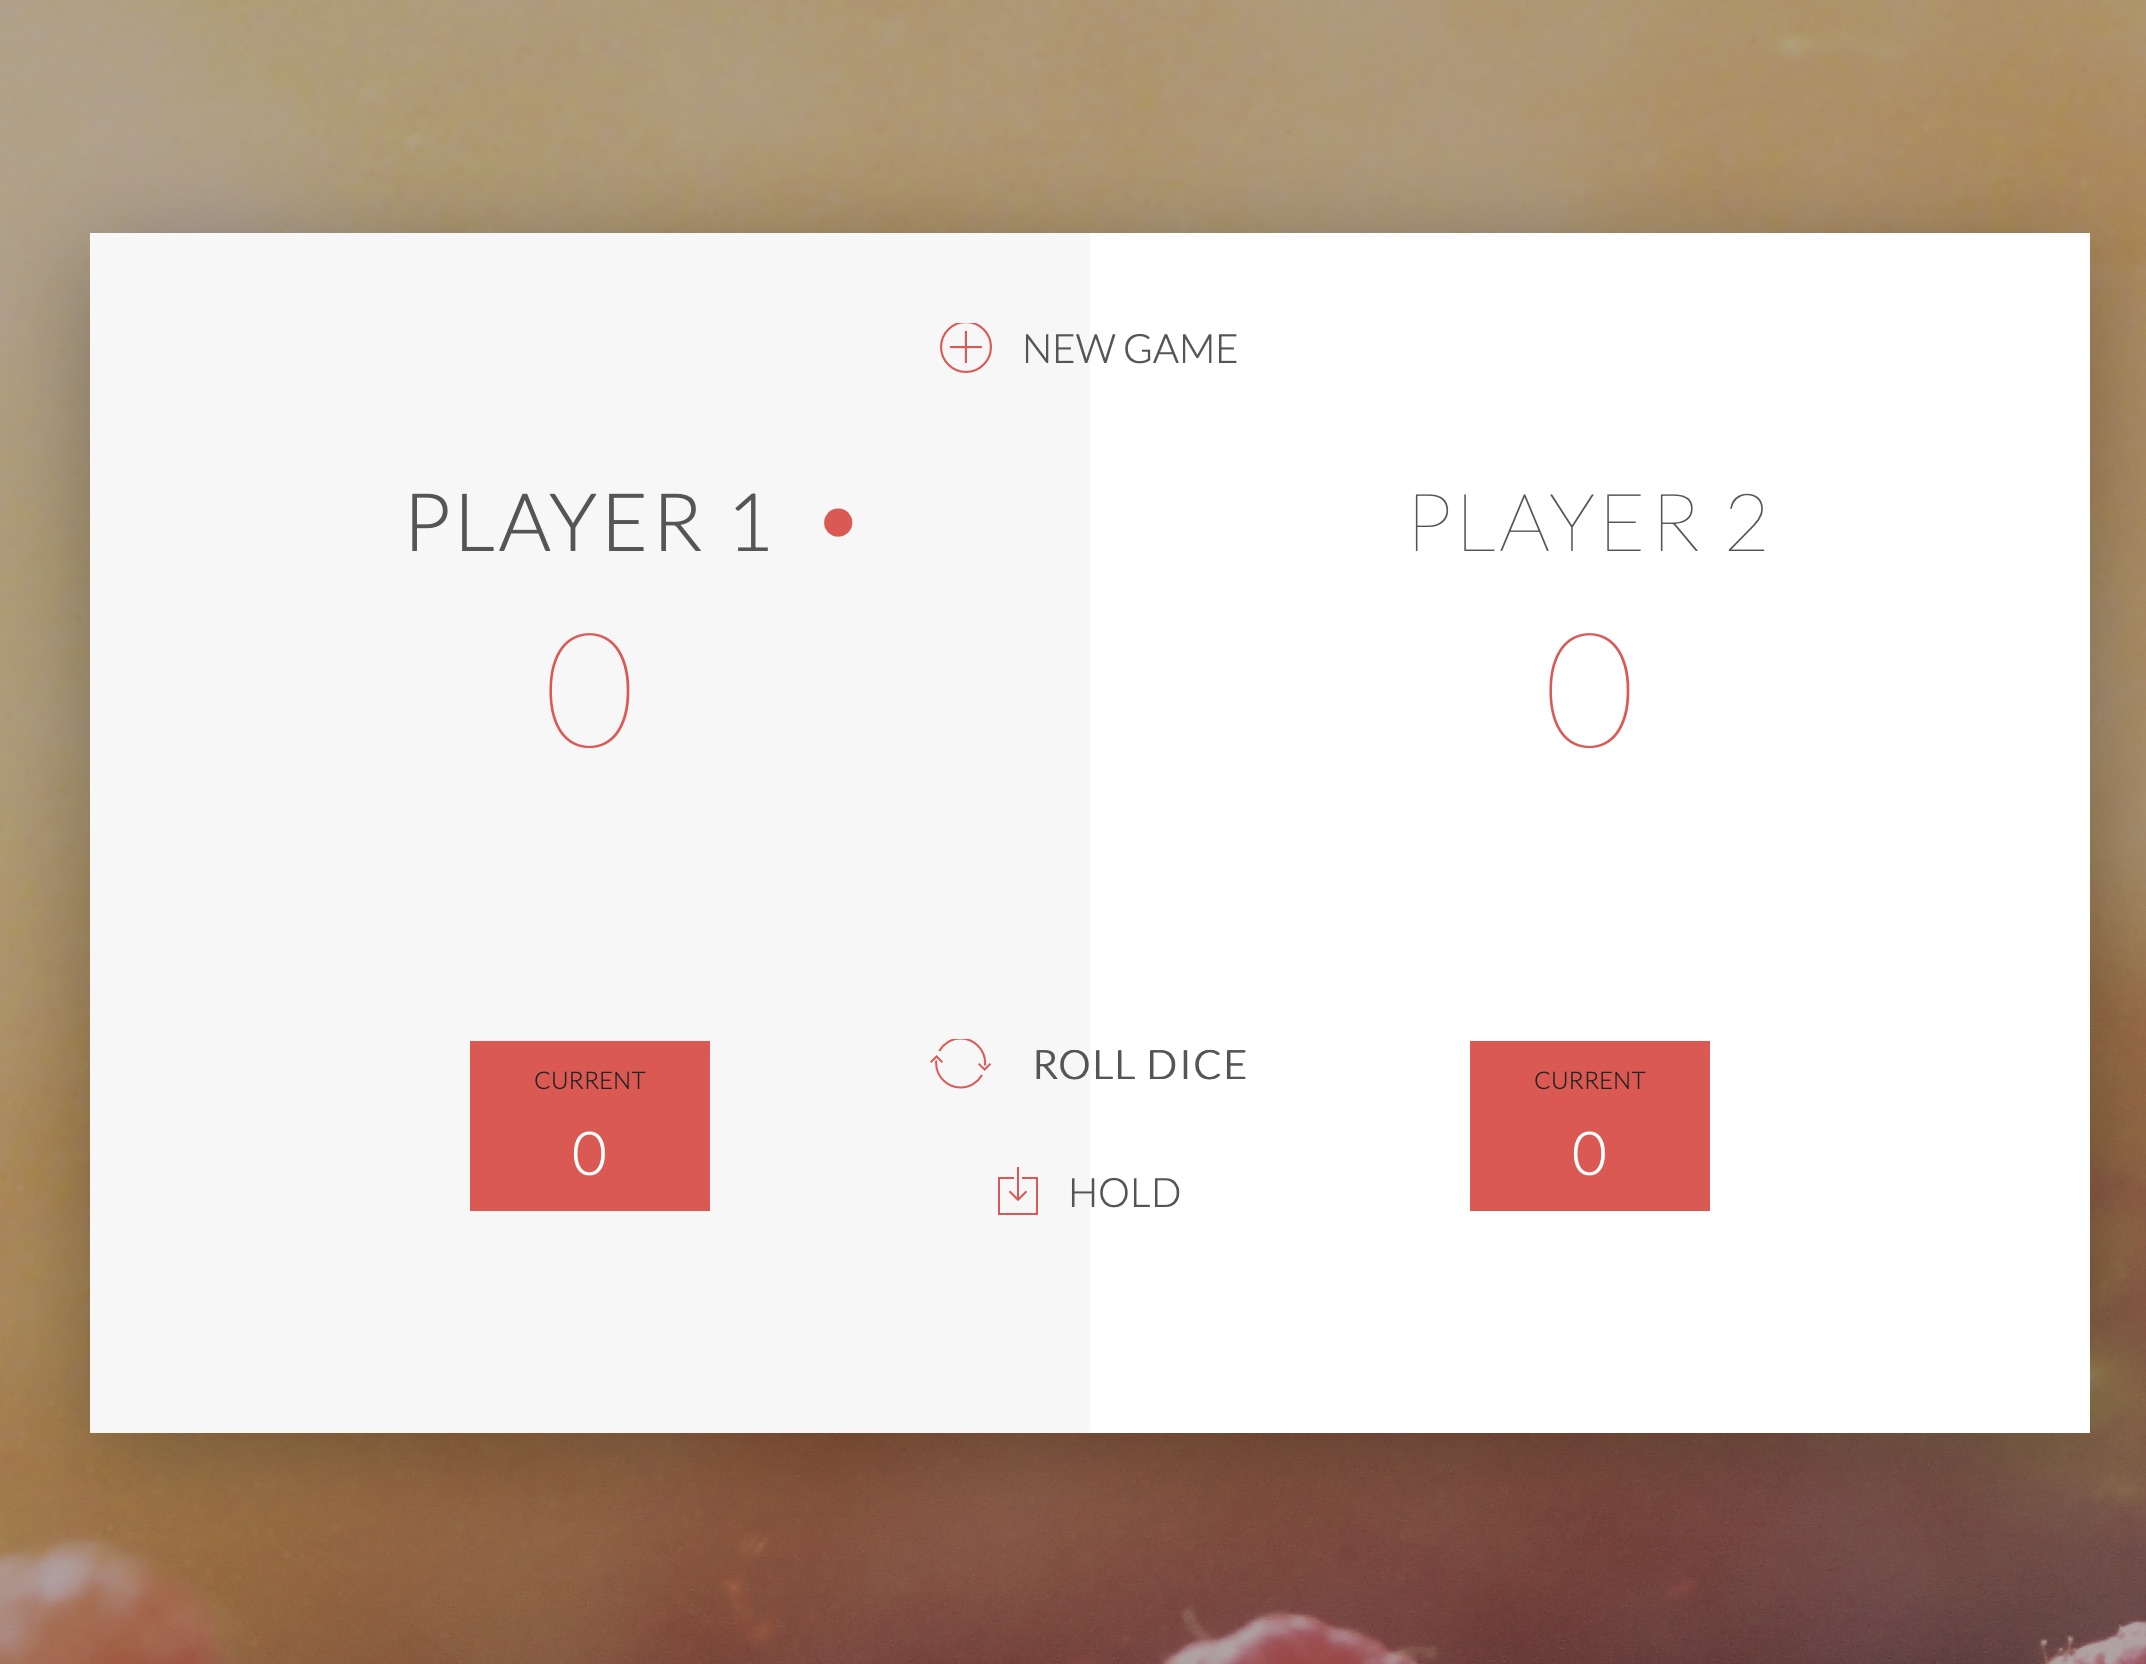 NEW GAME
PLAYER 1
0
CURRENT
0
PLAYER 2
0
CURRENT
0
ROLL DICE
HOLD